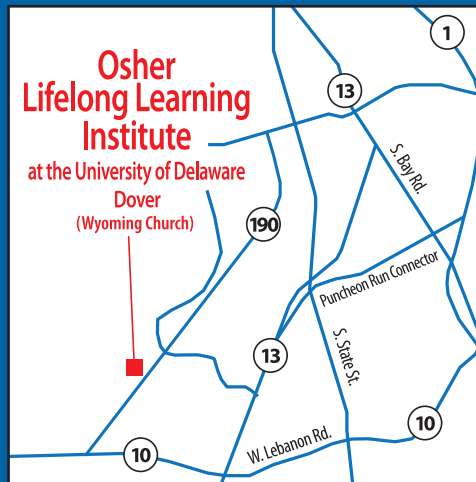 Osher
Lifelong Learning
Institute
at the University of Delaware
Dover
(Wyoming Church)
1
13
S. Bay Rd.
190
Puncheon Run Connector
13
S. State St.
10
W. Lebanon Rd.
10